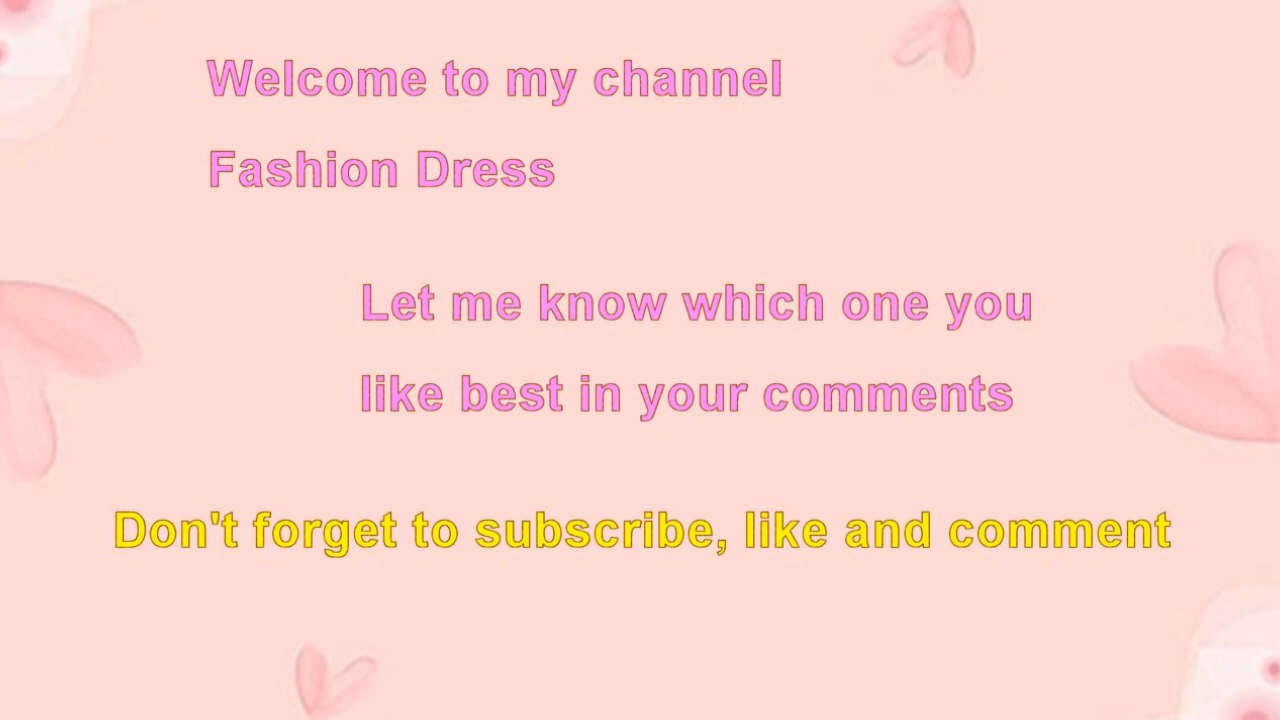 Welcome to my channel
Fashion Dress
Let me know which one you
like best in your comments
Don't forget to subscribe, like and comment